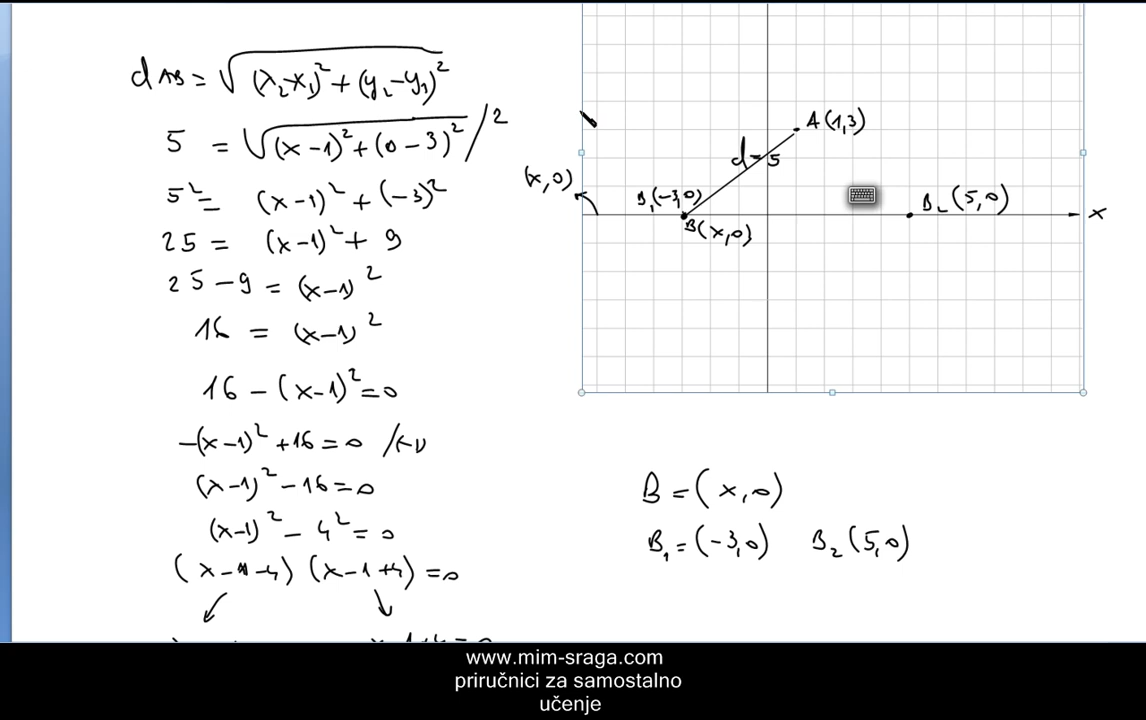 d AB = √(x₂-x₁)² + (y₂-y₁)²
5 = √(x-1)² + (0-3)² /²
5² = (x-1)² + (-3)²
25 = (x-1)² + 9
25-9 = (x-1)²
16 = (x-1)²
16 - (x-1)² = 0
-(x-1)² + 16 = 0 /·(-1)
(x-1)² - 16 = 0
(x-1)² - 4² = 0
(x-1-4) (x-1+4) = 0
x-1+4 = 0
A(1,3)
d=5
(x,0)
B₁(-3,0)
B(x,0)
B₂(5,0)
x
B = (x,0)
B₁ = (-3,0) B₂(5,0)
www.mim-sraga.com
priručnici za samostalno
učenje